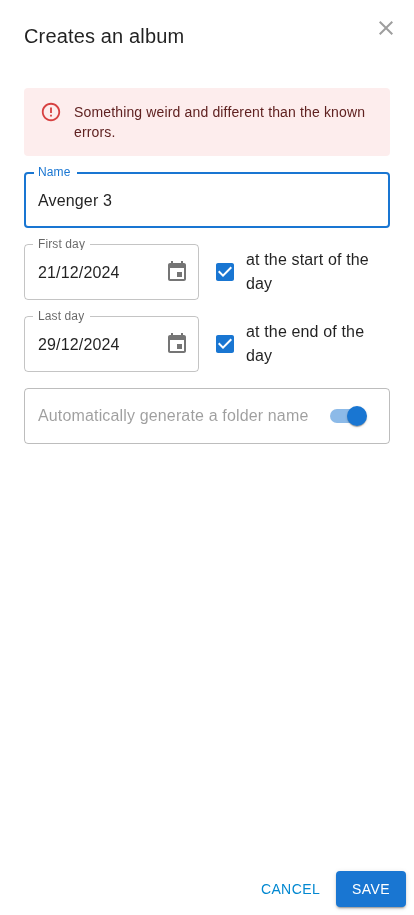 Creates an album
Something weird and different than the known
errors.
Name
Avenger 3
First day
21/12/2024
at the start of the
day
Last day
29/12/2024
at the end of the
day
Automatically generate a folder name
CANCEL
SAVE